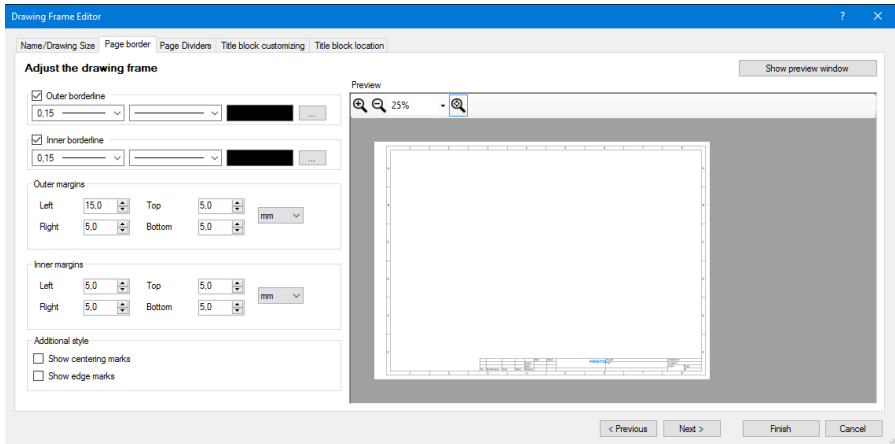 Drawing Frame Editor
Name/Drawing Size Page border Page Dividers Title block customizing Title block location
Adjust the drawing frame
Show preview window
Outer borderline
0,15
...
Inner borderline
0,15
...
Outer margins
Left 15,0 Top 5,0
mm
Right 5,0 Bottom 5,0
Inner margins
Left 5,0 Top 5,0
mm
Right 5,0 Bottom 5,0
Additional style
Show centering marks
Show edge marks
Preview
25%
FESTO
< Previous Next > Finish Cancel